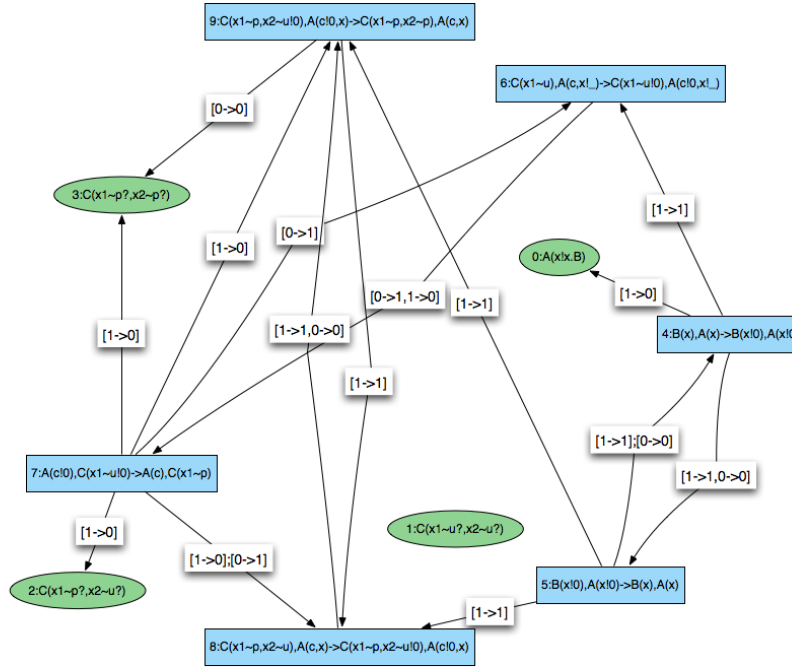 9:C(x1~p,x2~u!0),A(c!0,x)->C(x1~p,x2~p),A(c,x)
6:C(x1~u),A(c,x!_)->C(x1~u!0),A(c!0,x!_)
[0->0]
3:C(x1~p?,x2~p?)
[1->1]
[0->1]
[1->0]
0:A(x!x.B)
[1->0]
[0->1,1->0]
[1->1]
[1->0]
[1->1,0->0]
4:B(x),A(x)->B(x!0),A(x!0
[1->1]
[1->1];[0->0]
7:A(c!0),C(x1~u!0)->A(c),C(x1~p)
[1->1,0->0]
[1->0]
1:C(x1~u?,x2~u?)
[1->0];[0->1]
2:C(x1~p?,x2~u?)
5:B(x!0),A(x!0)->B(x),A(x)
[1->1]
8:C(x1~p,x2~u),A(c,x)->C(x1~p,x2~u!0),A(c!0,x)